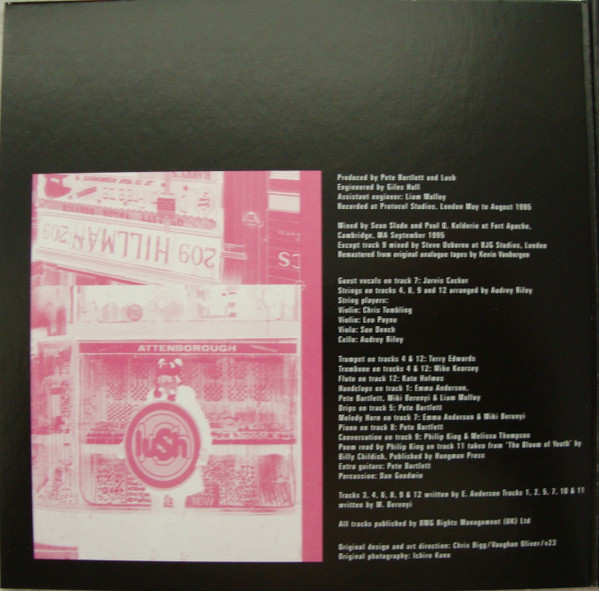 209 HILLMAN 209
ATTENBOROUGH
lush
NOW
Produced by Pete Bartlett and Lush
Engineered by Giles Hall
Assistant engineer: Liam Molloy
Recorded at Protocol Studios, London May to August 1995
Mixed by Sean Slade and Paul Q. Kolderie at Fort Apache,
Cambridge, MA September 1995
Except track 9 mixed by Steve Osborne at RJG Studios, London
Remastered from original analogue tapes by Kevin Vanbergen
Guest vocals on track 7: Jarvis Cocker
Strings on tracks 4, 8, 9 and 12 arranged by Audrey Riley
String players:
Violin: Chris Tombling
Violin: Leo Payne
Viola: Sue Dench
Cello: Audrey Riley
Trumpet on tracks 4 & 12: Terry Edwards
Trombone on tracks 4 & 12: Mike Kearsey
Flute on track 12: Kate Holmes
Handclaps on track 1: Emma Anderson,
Pete Bartlett, Miki Berenyi & Liam Molloy
Drips on track 5: Pete Bartlett
Melody Horn on track 7: Emma Anderson & Miki Berenyi
Piano on track 8: Pete Bartlett
Conversation on track 9: Philip King & Melissa Thompson
Poem read by Philip King on track 11 taken from 'The Bloom of Youth' by
Billy Childish, Published by Hangman Press
Extra guitars: Pete Bartlett
Percussion: Dan Goodwin
Tracks 3, 4, 6, 8, 9 & 12 written by E. Anderson Tracks 1, 2, 5, 7, 10 & 11
written by M. Berenyi
All tracks published by BMG Rights Management (UK) Ltd
Original design and art direction: Chris Bigg/Vaughan Oliver/v23
Original photography: Ichiro Kono